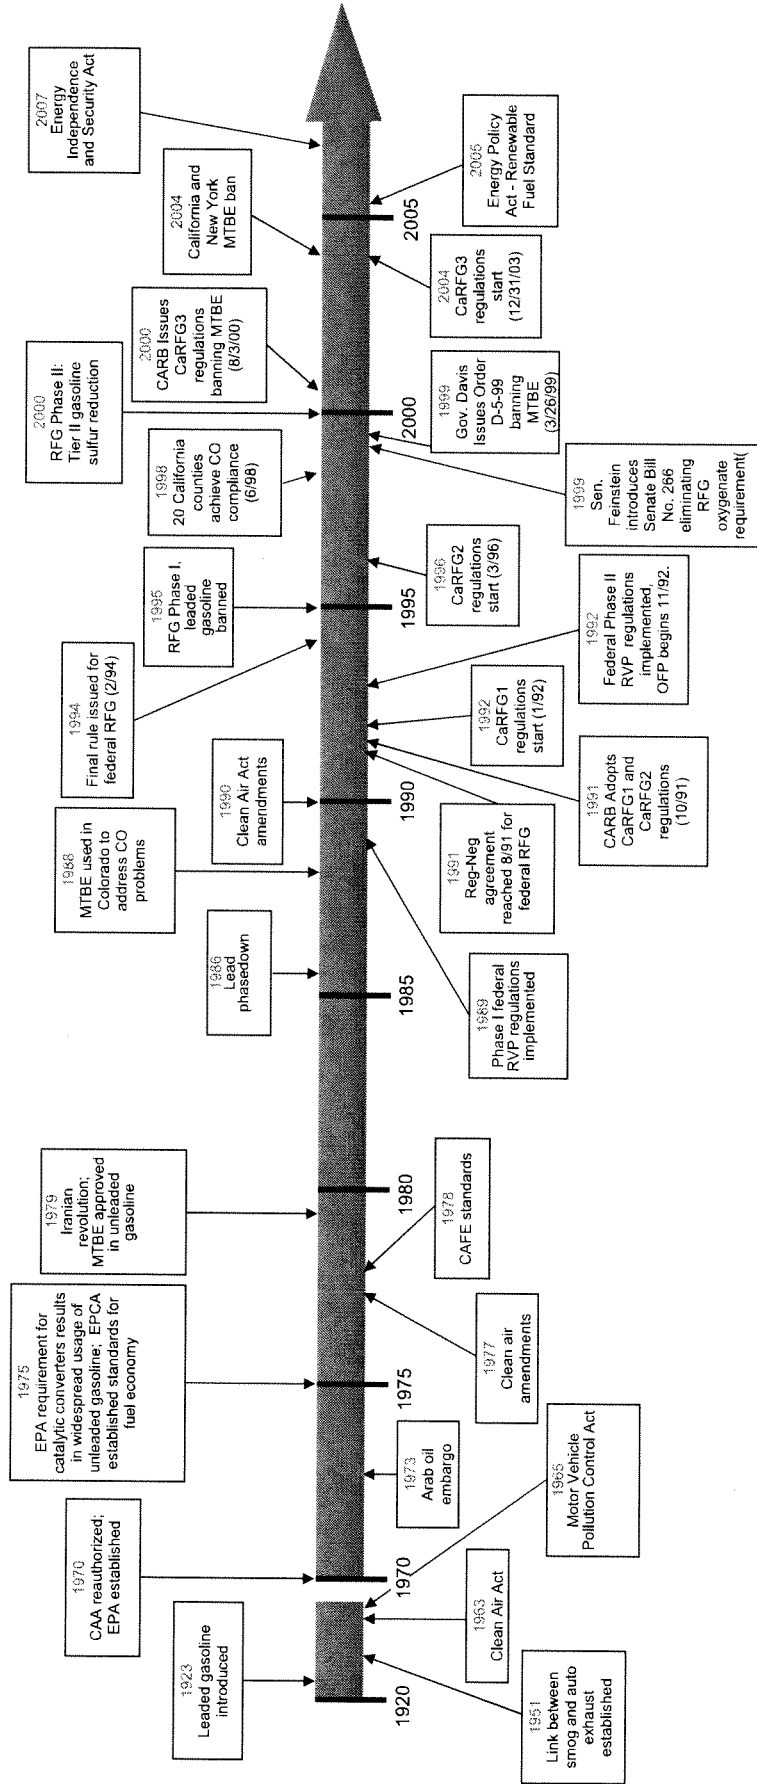 1923
Leaded gasoline
introduced
1970
CAA reauthorized;
EPA established
1975
EPA requirement for
catalytic converters results
in widespread usage of
unleaded gasoline; EPCA
established standards for
fuel economy
1979
Iranian
revolution;
MTBE approved
in unleaded
gasoline
1986
Lead
phasedown
1988
MTBE used in
Colorado to
address CO
problems
1990
Clean Air Act
amendments
1994
Final rule issued for
federal RFG (2/94)
1995
RFG Phase I,
leaded
gasoline
banned
1998
20 California
counties
achieve CO
compliance
(6/98)
2000
RFG Phase II:
Tier II gasoline
sulfur reduction
2000
CARB Issues
CaRFG3
regulations
banning MTBE
(8/3/00)
2004
California and
New York
MTBE ban
2007
Energy
Independence
and Security Act
1920
1970
1975
1980
1985
1990
1995
2000
2005
1951
Link between
smog and auto
exhaust
established
1963
Clean Air Act
1965
Motor Vehicle
Pollution Control Act
1973
Arab oil
embargo
1977
Clean air
amendments
1978
CAFE standards
1989
Phase I federal
RVP regulations
implemented
1991
Reg-Neg
agreement
reached 8/91 for
federal RFG
1991
CARB Adopts
CaRFG1 and
CaRFG2
regulations
(10/91)
1992
CaRFG1
regulations
start (1/92)
1992
Federal Phase II
RVP regulations
implemented,
OFP begins 11/92.
1996
CaRFG2
regulations
start (3/96)
1999
Sen.
Feinstein
introduces
Senate Bill
No. 266
eliminating
RFG
oxygenate
requirement(
1999
Gov. Davis
Issues Order
D-5-99
banning
MTBE
(3/26/99)
2004
CaRFG3
regulations
start
(12/31/03)
2005
Energy Policy
Act - Renewable
Fuel Standard